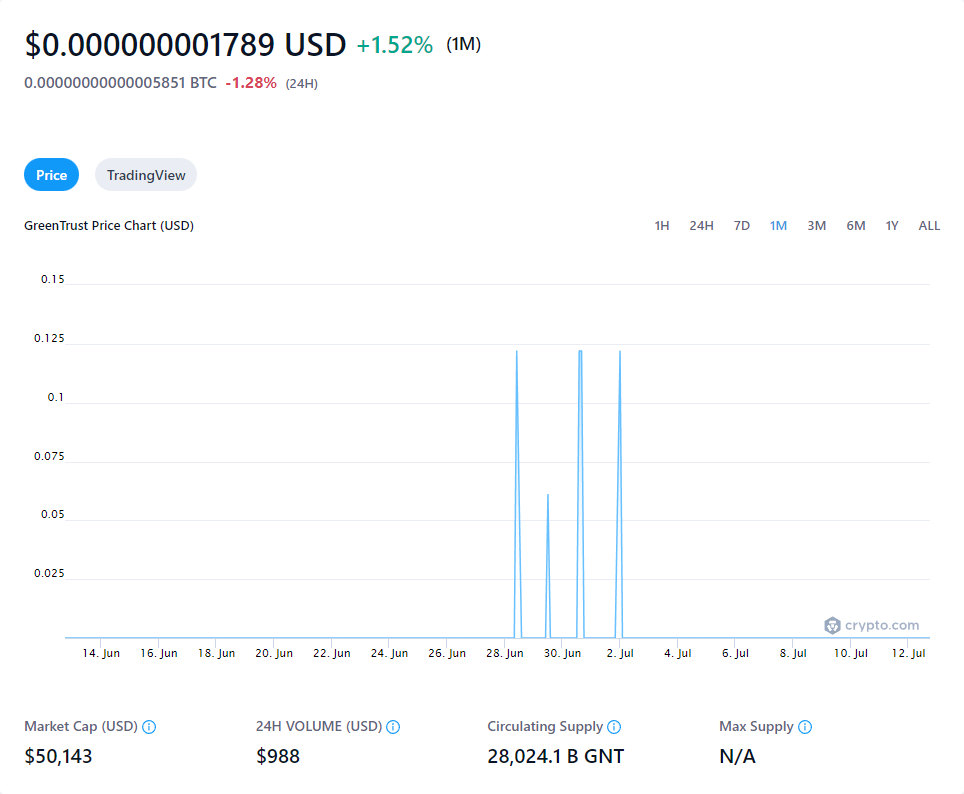 $0.000000001789 USD +1.52% (1M)
0.00000000000005851 BTC -1.28% (24H)
Price TradingView
GreenTrust Price Chart (USD) 1H 24H 7D 1M 3M 6M 1Y ALL
0.15
0.125
0.1
0.075
0.05
0.025
crypto.com
14. Jun 16. Jun 18. Jun 20. Jun 22. Jun 24. Jun 26. Jun 28. Jun 30. Jun 2. Jul 4. Jul 6. Jul 8. Jul 10. Jul 12. Jul
Market Cap (USD) 24H VOLUME (USD) Circulating Supply Max Supply
$50,143 $988 28,024.1 B GNT N/A